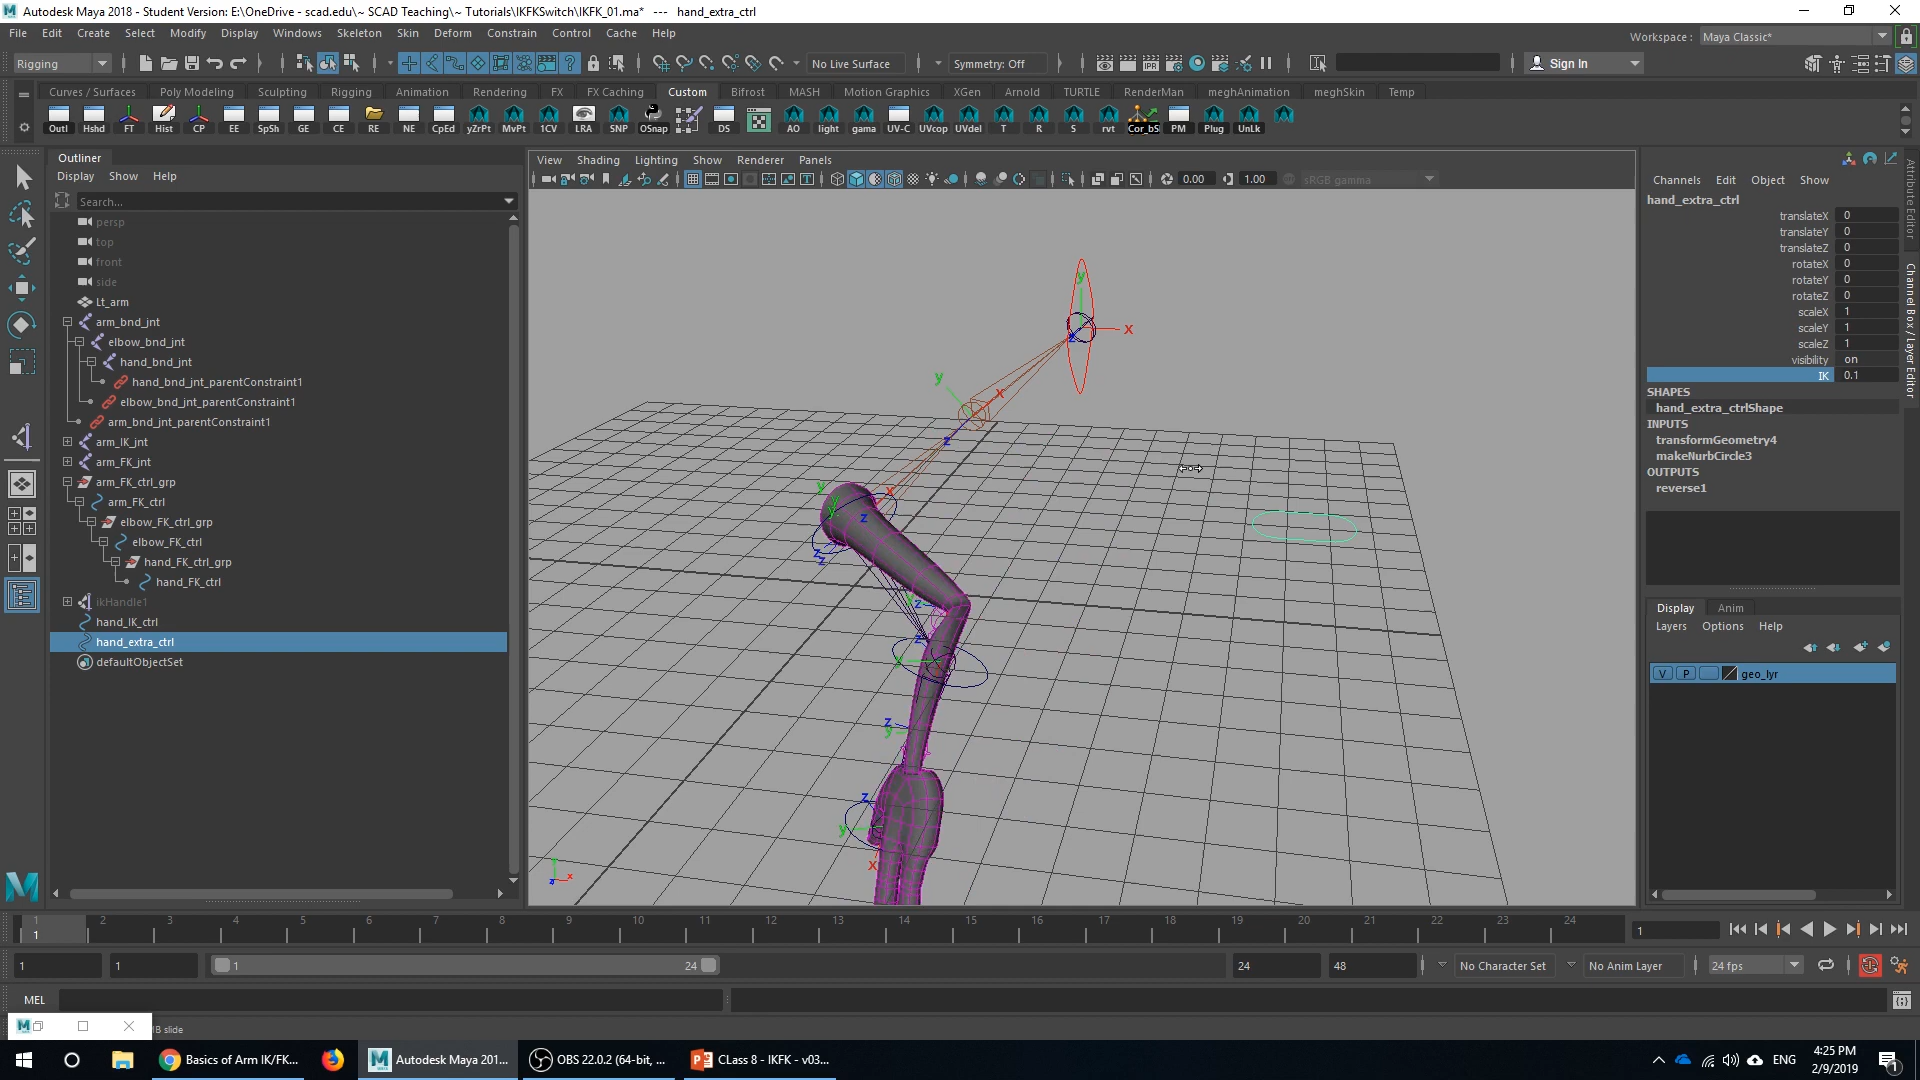 Autodesk Maya 2018 - Student Version: E:\OneDrive - scad.edu\~ SCAD Teaching\~ Tutorials\IKFKSwitch\IKFK_01.ma* --- hand_extra_ctrl
File Edit Create Select Modify Display Windows Skeleton Skin Deform Constrain Control Cache Help
Workspace : Maya Classic*
Rigging
No Live Surface
Symmetry: Off
Sign In
Curves / Surfaces Poly Modeling Sculpting Rigging Animation Rendering FX FX Caching Custom Bifrost MASH Motion Graphics XGen Arnold TURTLE RenderMan meghAnimation meghSkin Temp
Outl Hshd FT Hist CP EE SpSh GE CE RE NE CpEd yZrPt MvPt 1CV LRA SNP OSnap DS AO light gama UV-C UVcop UVdel T R S rvt Cor_bS PM Plug UnLk
Outliner
Display Show Help
Search...
persp
top
front
side
Lt_arm
arm_bnd_jnt
elbow_bnd_jnt
hand_bnd_jnt
hand_bnd_jnt_parentConstraint1
elbow_bnd_jnt_parentConstraint1
arm_bnd_jnt_parentConstraint1
arm_IK_jnt
arm_FK_jnt
arm_FK_ctrl_grp
arm_FK_ctrl
elbow_FK_ctrl_grp
elbow_FK_ctrl
hand_FK_ctrl_grp
hand_FK_ctrl
ikHandle1
hand_IK_ctrl
hand_extra_ctrl
defaultObjectSet
View Shading Lighting Show Renderer Panels
0.00 1.00 sRGB gamma
Channels Edit Object Show
hand_extra_ctrl
translateX 0
translateY 0
translateZ 0
rotateX 0
rotateY 0
rotateZ 0
scaleX 1
scaleY 1
scaleZ 1
visibility on
IK 0.1
SHAPES
hand_extra_ctrlShape
INPUTS
transformGeometry4
makeNurbCircle3
OUTPUTS
reverse1
Attribute Editor
Channel Box / Layer Editor
Display Anim
Layers Options Help
V P geo_lyr
1 2 3 4 5 6 7 8 9 10 11 12 13 14 15 16 17 18 19 20 21 22 23 24
1
1
1 1 1 24 24 48 No Character Set No Anim Layer 24 fps
MEL
slide
Basics of Arm IK/FK... Autodesk Maya 201... OBS 22.0.2 (64-bit, ... CLass 8 - IKFK - v03...
ENG
4:25 PM
2/9/2019
1